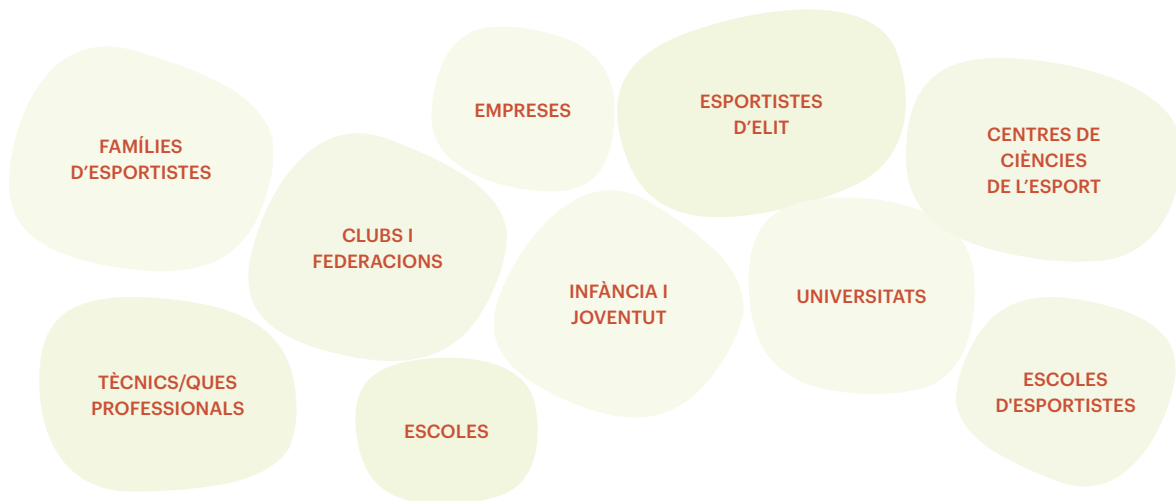 FAMÍLIES
D’ESPORTISTES
CLUBS I
FEDERACIONS
EMPRESES
ESPORTISTES
D’ELIT
CENTRES DE
CIÈNCIES
DE L’ESPORT
INFÀNCIA I
JOVENTUT
UNIVERSITATS
TÈCNICS/QUES
PROFESSIONALS
ESCOLES
ESCOLES
D'ESPORTISTES